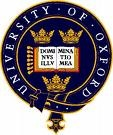 UNIVERSITY OF OXFORD
DOMI MINA
NVS TIO
ILLV MEA